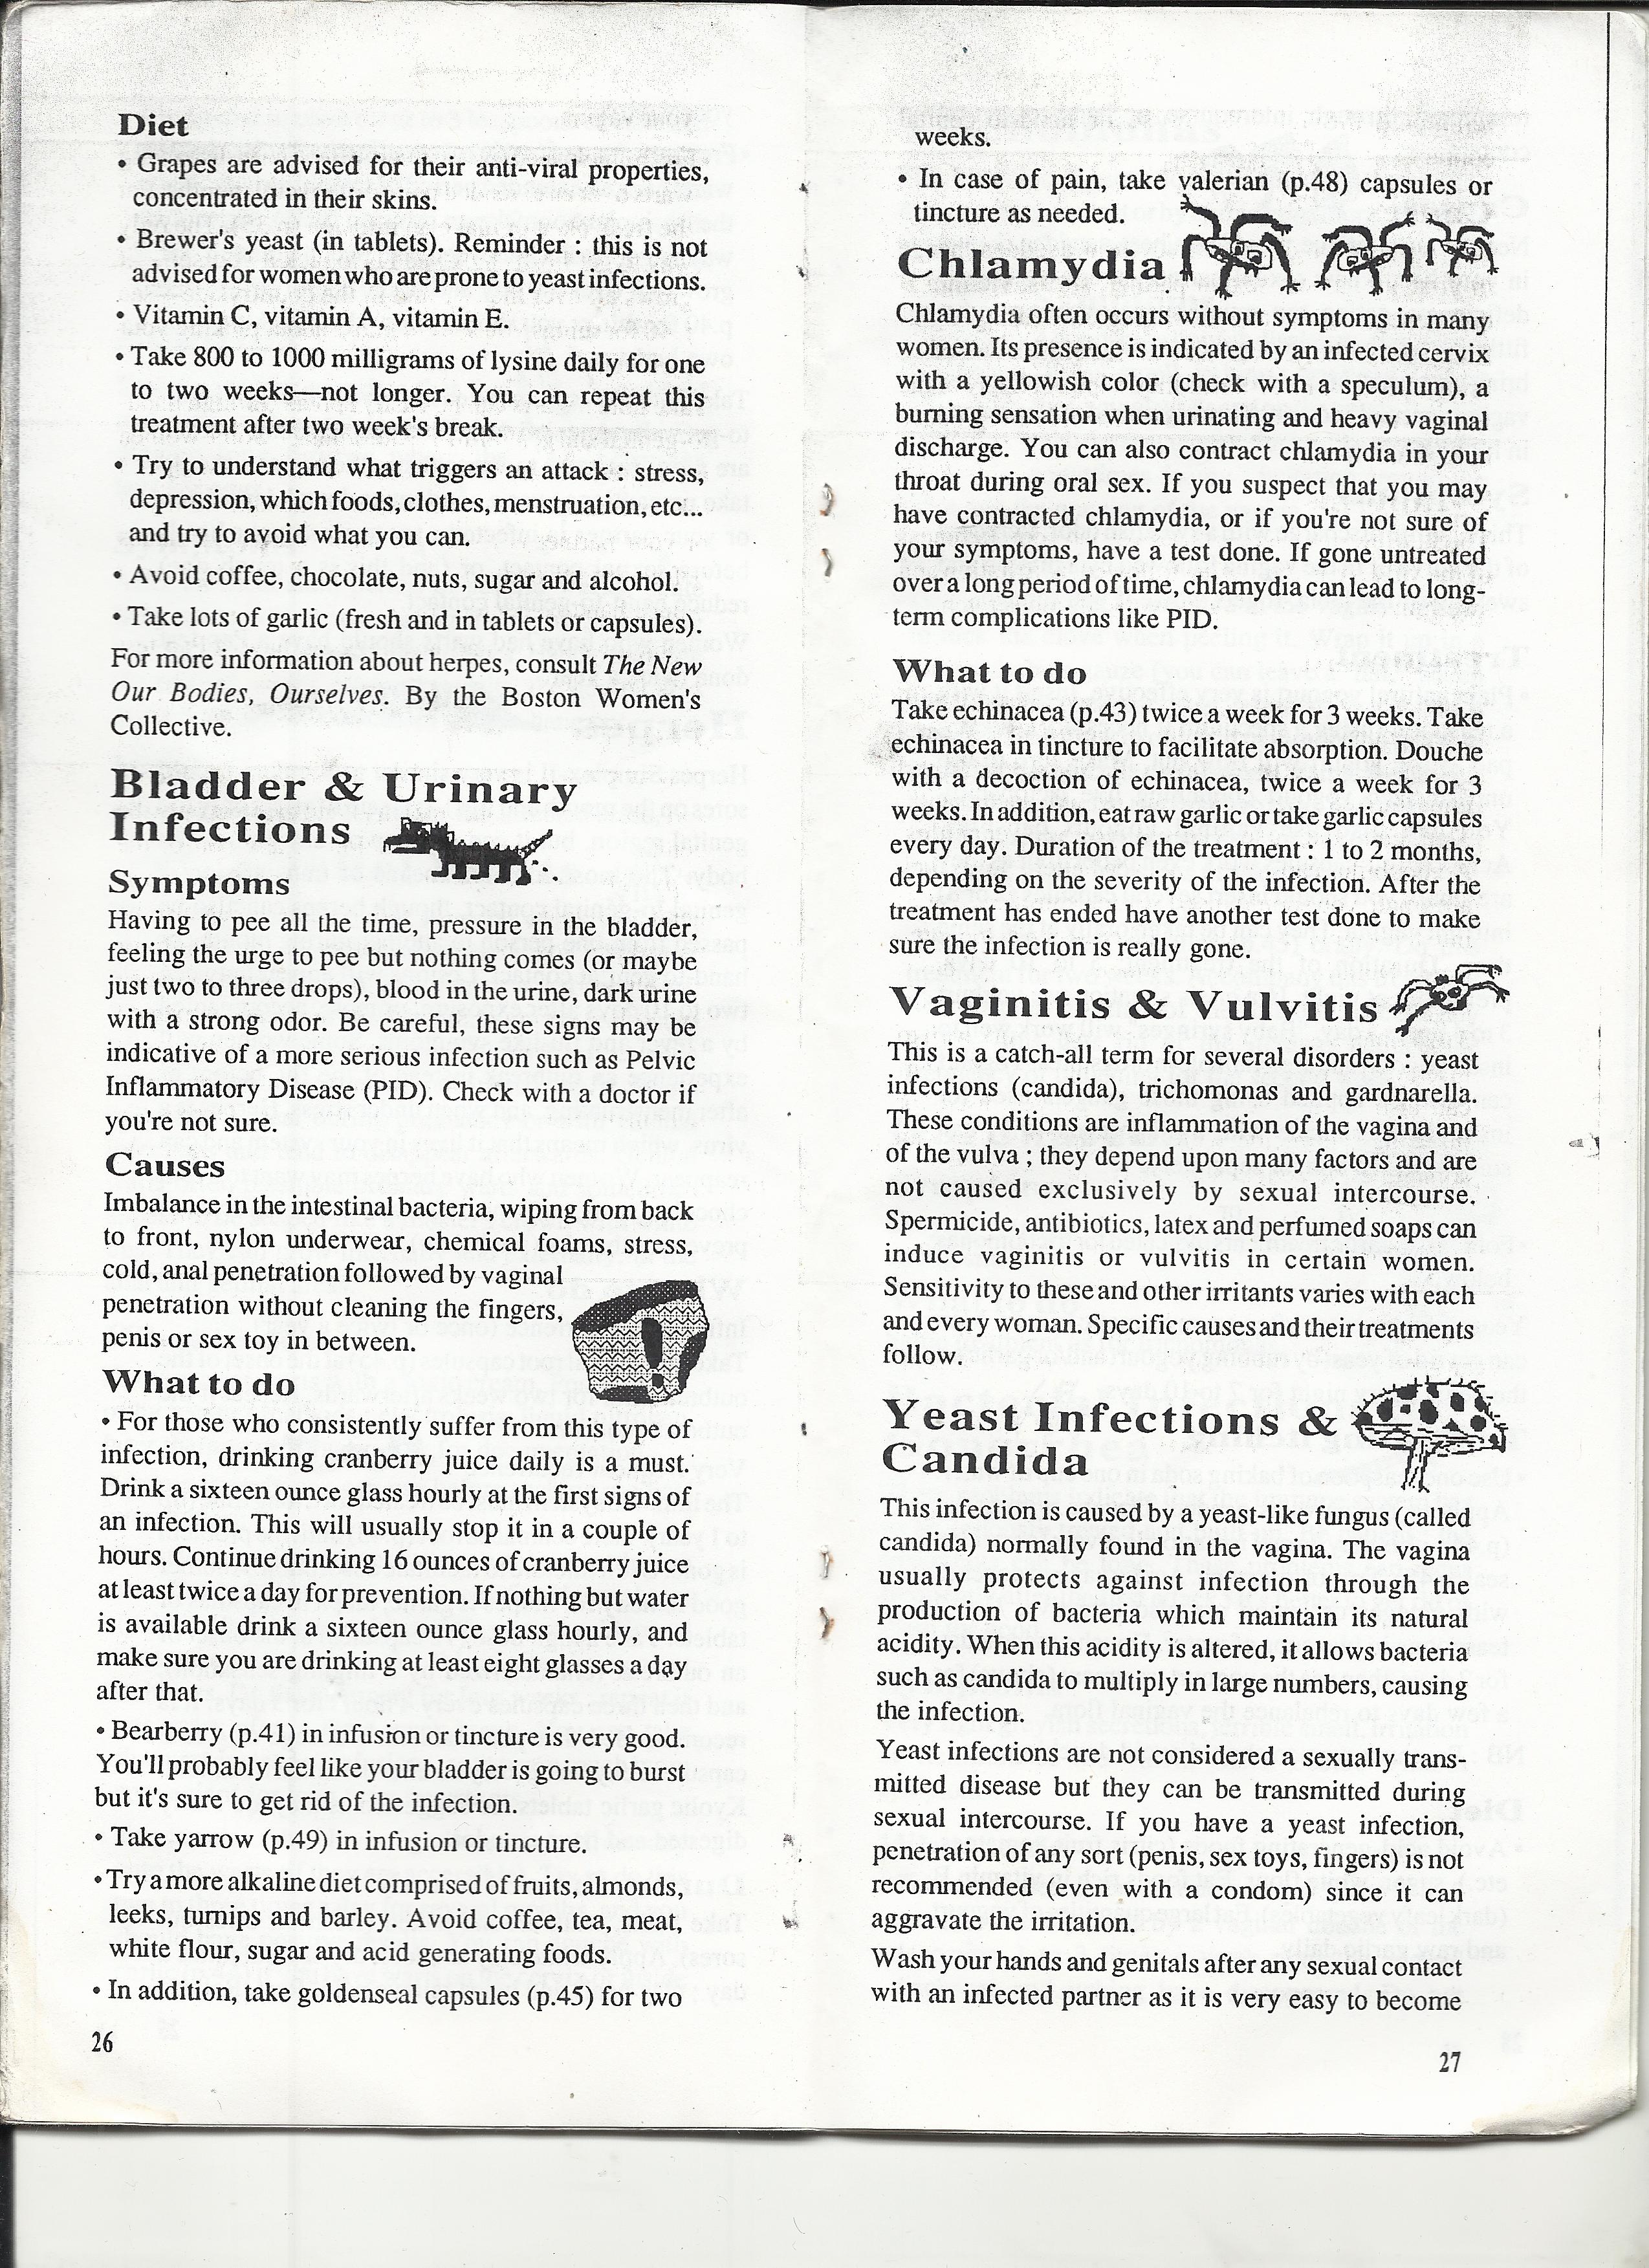 Diet
• Grapes are advised for their anti-viral properties,
concentrated in their skins.
• Brewer's yeast (in tablets). Reminder : this is not
advised for women who are prone to yeast infections.
• Vitamin C, vitamin A, vitamin E.
• Take 800 to 1000 milligrams of lysine daily for one
to two weeks—not longer. You can repeat this
treatment after two week's break.
• Try to understand what triggers an attack : stress,
depression, which foods, clothes, menstruation, etc...
and try to avoid what you can.
• Avoid coffee, chocolate, nuts, sugar and alcohol.
• Take lots of garlic (fresh and in tablets or capsules).
For more information about herpes, consult The New
Our Bodies, Ourselves. By the Boston Women's
Collective.
Bladder & Urinary
Infections
Symptoms
Having to pee all the time, pressure in the bladder,
feeling the urge to pee but nothing comes (or maybe
just two to three drops), blood in the urine, dark urine
with a strong odor. Be careful, these signs may be
indicative of a more serious infection such as Pelvic
Inflammatory Disease (PID). Check with a doctor if
you're not sure.
Causes
Imbalance in the intestinal bacteria, wiping from back
to front, nylon underwear, chemical foams, stress,
cold, anal penetration followed by vaginal
penetration without cleaning the fingers,
penis or sex toy in between.
What to do
• For those who consistently suffer from this type of
infection, drinking cranberry juice daily is a must.
Drink a sixteen ounce glass hourly at the first signs of
an infection. This will usually stop it in a couple of
hours. Continue drinking 16 ounces of cranberry juice
at least twice a day for prevention. If nothing but water
is available drink a sixteen ounce glass hourly, and
make sure you are drinking at least eight glasses a day
after that.
• Bearberry (p.41) in infusion or tincture is very good.
You'll probably feel like your bladder is going to burst
but it's sure to get rid of the infection.
• Take yarrow (p.49) in infusion or tincture.
• Try a more alkaline diet comprised of fruits, almonds,
leeks, turnips and barley. Avoid coffee, tea, meat,
white flour, sugar and acid generating foods.
• In addition, take goldenseal capsules (p.45) for two
26
weeks.
• In case of pain, take valerian (p.48) capsules or
tincture as needed.
Chlamydia
Chlamydia often occurs without symptoms in many
women. Its presence is indicated by an infected cervix
with a yellowish color (check with a speculum), a
burning sensation when urinating and heavy vaginal
discharge. You can also contract chlamydia in your
throat during oral sex. If you suspect that you may
have contracted chlamydia, or if you're not sure of
your symptoms, have a test done. If gone untreated
over a long period of time, chlamydia can lead to long-
term complications like PID.
What to do
Take echinacea (p.43) twice a week for 3 weeks. Take
echinacea in tincture to facilitate absorption. Douche
with a decoction of echinacea, twice a week for 3
weeks. In addition, eat raw garlic or take garlic capsules
every day. Duration of the treatment : 1 to 2 months,
depending on the severity of the infection. After the
treatment has ended have another test done to make
sure the infection is really gone.
Vaginitis & Vulvitis
This is a catch-all term for several disorders : yeast
infections (candida), trichomonas and gardnarella.
These conditions are inflammation of the vagina and
of the vulva ; they depend upon many factors and are
not caused exclusively by sexual intercourse.
Spermicide, antibiotics, latex and perfumed soaps can
induce vaginitis or vulvitis in certain women.
Sensitivity to these and other irritants varies with each
and every woman. Specific causes and their treatments
follow.
Yeast Infections &
Candida
This infection is caused by a yeast-like fungus (called
candida) normally found in the vagina. The vagina
usually protects against infection through the
production of bacteria which maintain its natural
acidity. When this acidity is altered, it allows bacteria
such as candida to multiply in large numbers, causing
the infection.
Yeast infections are not considered a sexually trans-
mitted disease but they can be transmitted during
sexual intercourse. If you have a yeast infection,
penetration of any sort (penis, sex toys, fingers) is not
recommended (even with a condom) since it can
aggravate the irritation.
Wash your hands and genitals after any sexual contact
with an infected partner as it is very easy to become
27